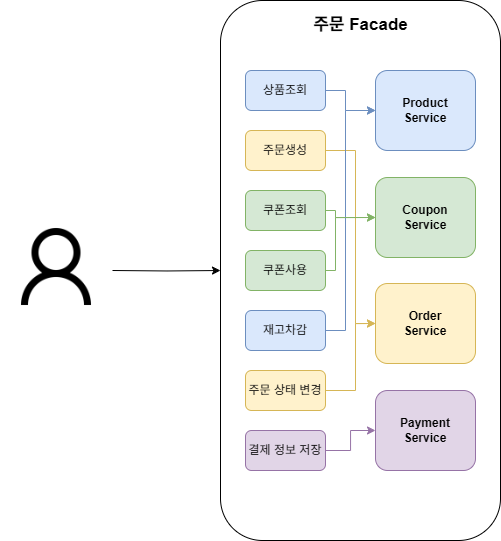 주문 Facade
상품조회
주문생성
쿠폰조회
쿠폰사용
재고차감
주문 상태 변경
결제 정보 저장
Product
Service
Coupon
Service
Order
Service
Payment
Service